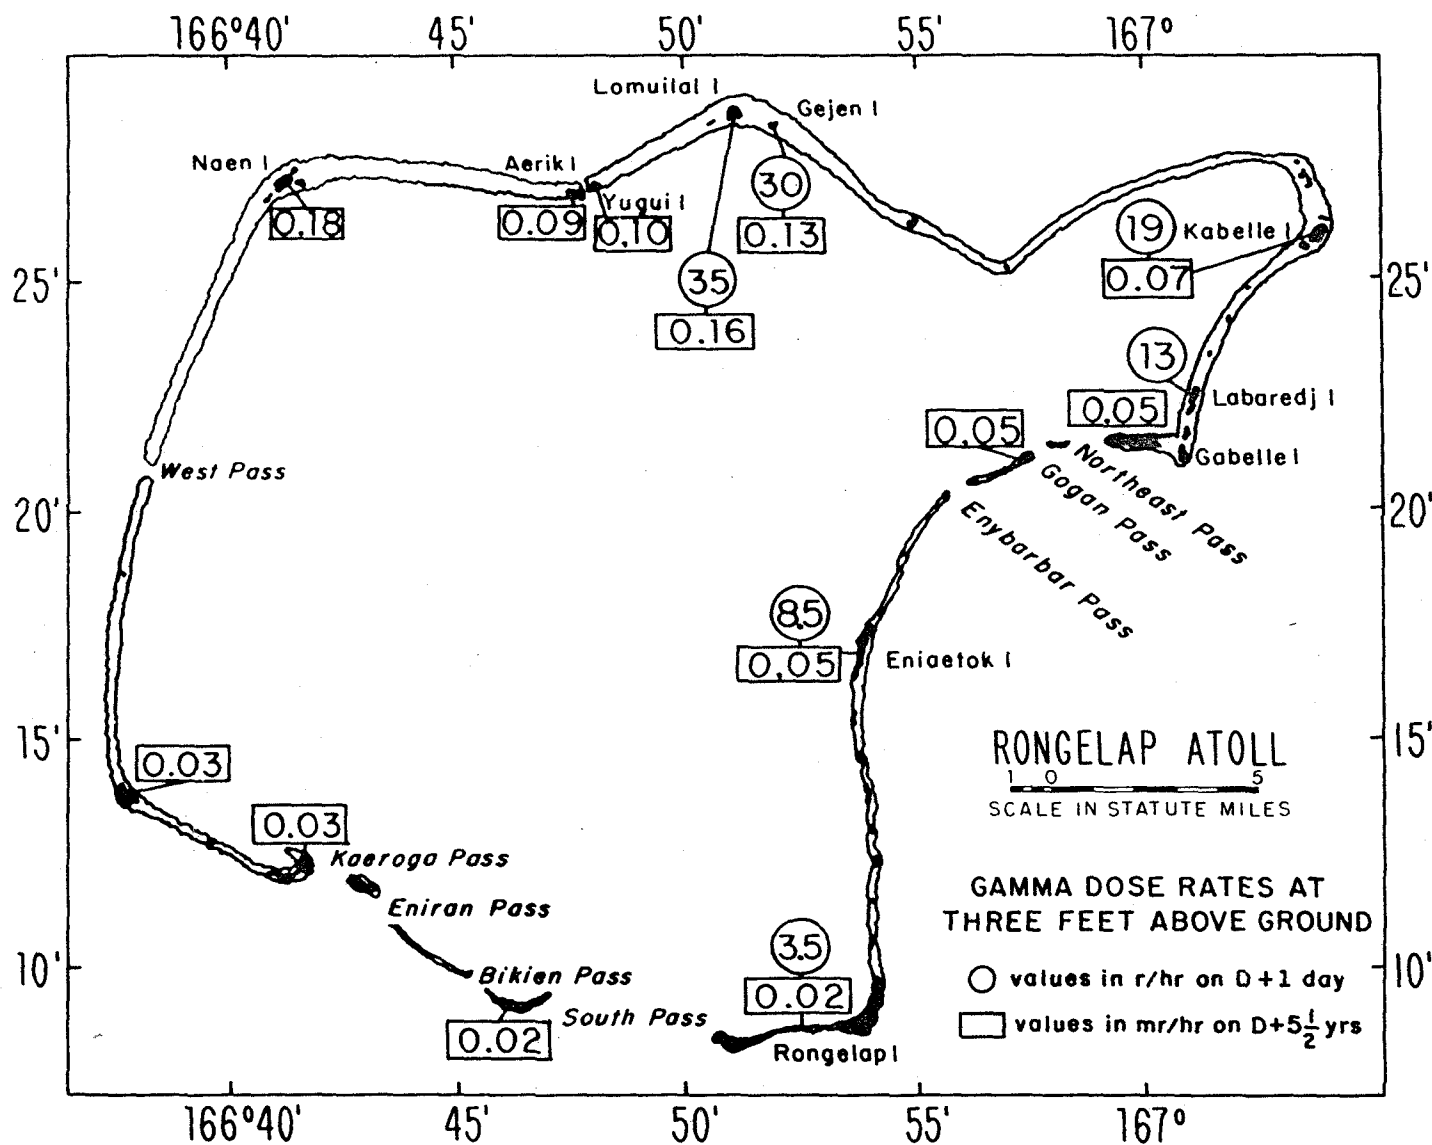 166°40' 45' 50' 55' 167°
Lomuilal I
Gejen I
Naen I
Aerik I
Yugui I
30
0.18
0.09
0.10
0.13
19
Kabelle I
25'
35
0.07
25'
0.16
13
0.05
Labaredj I
0.05
Gabelle I
West Pass
Northeast Pass
Gogan Pass
20'
20'
Enybarbar Pass
8.5
0.05
Eniaetok I
15'
RONGELAP ATOLL
15'
0.03
1 0 5
SCALE IN STATUTE MILES
0.03
Kaeroga Pass
GAMMA DOSE RATES AT
THREE FEET ABOVE GROUND
Eniran Pass
3.5
10'
Bikien Pass
0.02
values in r/hr on D+1 day
10'
South Pass
values in mr/hr on D+5 1/2 yrs
0.02
Rongelap I
166°40' 45' 50' 55' 167°